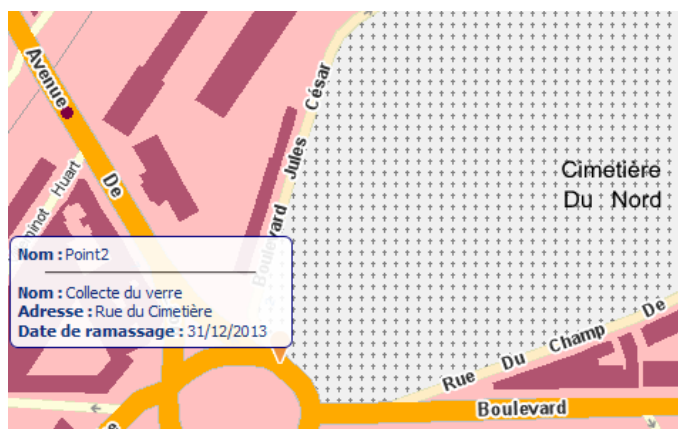 Avenue
De
Huart
Boulevard Jules César
Cimetière
Du Nord
Nom : Point2
Nom : Collecte du verre
Adresse : Rue du Cimetière
Date de ramassage : 31/12/2013
Rue Du Champ De
Boulevard